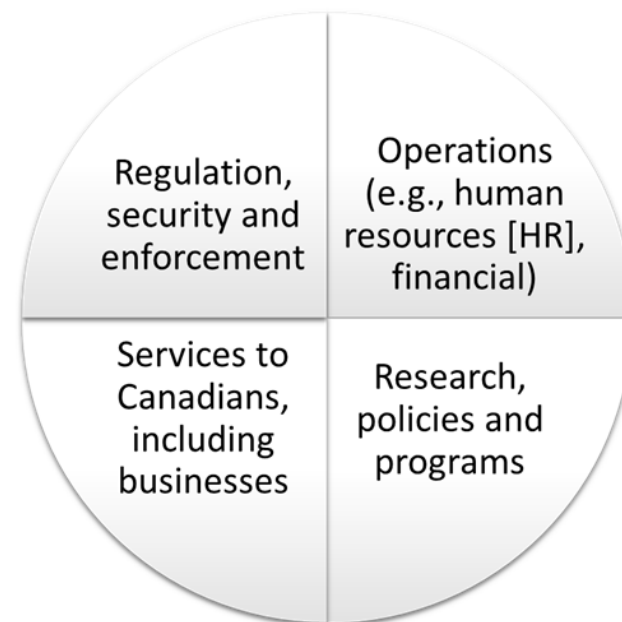 Regulation,
security and
enforcement
Operations
(e.g., human
resources [HR],
financial)
Services to
Canadians,
including
businesses
Research,
policies and
programs